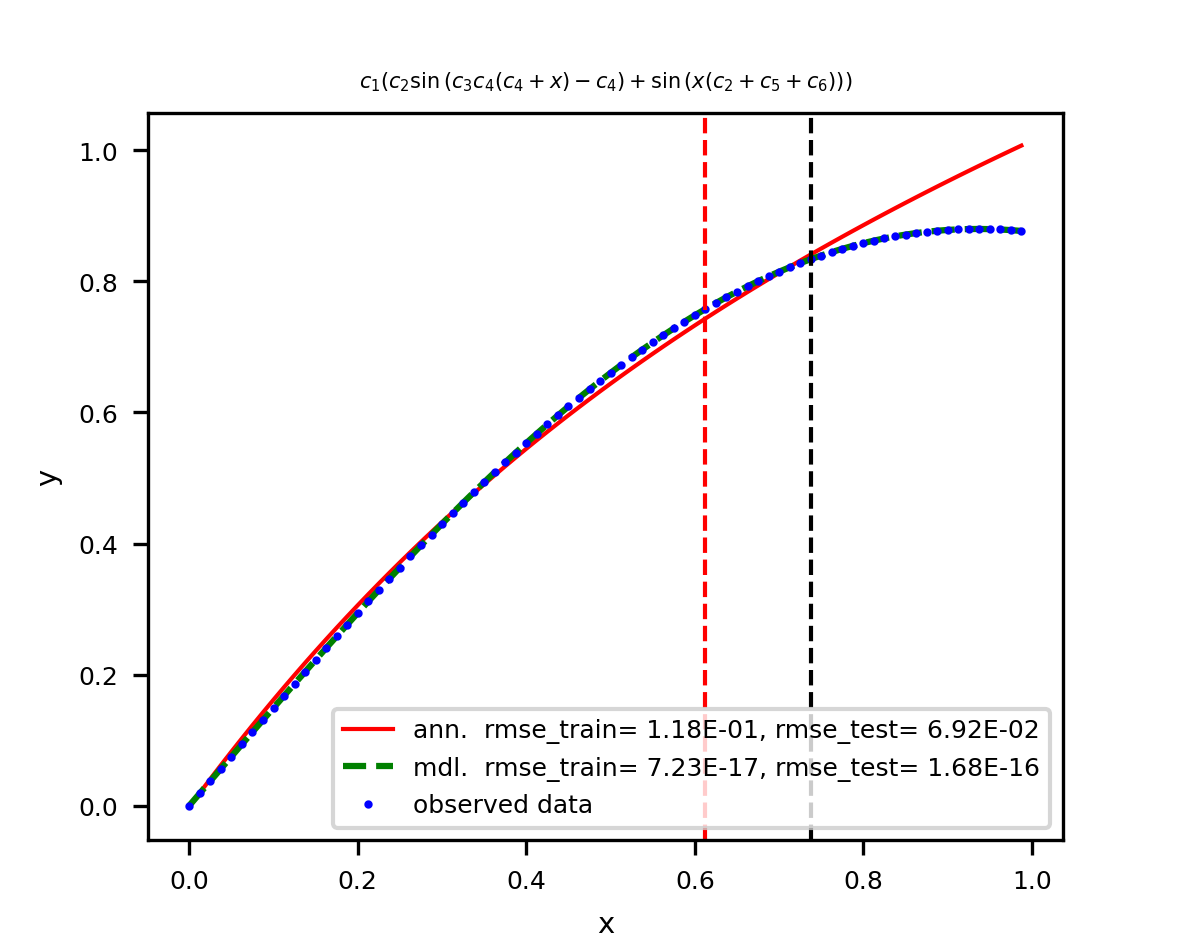 c₁(c₂sin (c₃c₄(c₄ + x) − c₄) + sin (x(c₂ + c₅ + c₆)))
1.0
0.8
0.6
0.4
0.2
0.0
y
ann.  rmse_train= 1.18E-01, rmse_test= 6.92E-02
mdl.  rmse_train= 7.23E-17, rmse_test= 1.68E-16
observed data
0.0 0.2 0.4 0.6 0.8 1.0
x